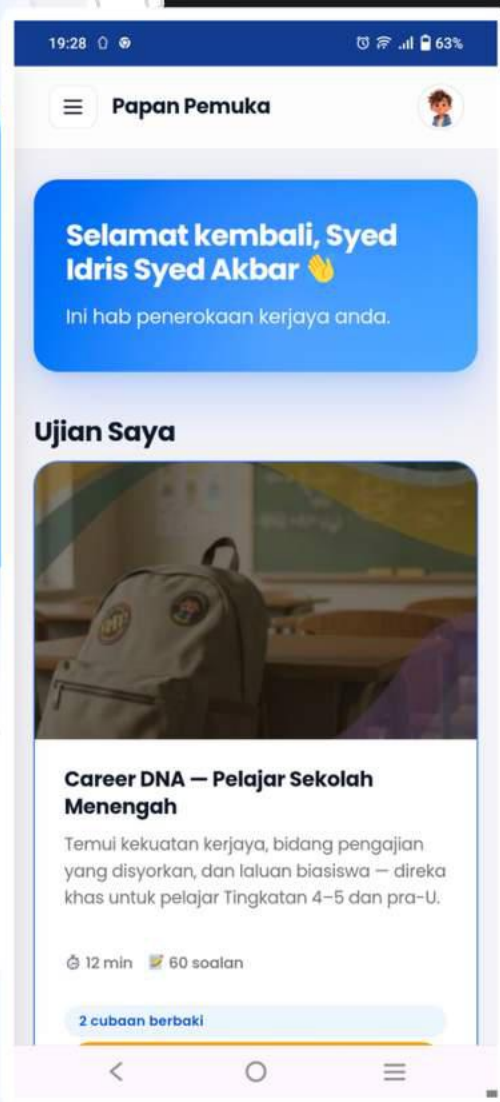 19:28 63%
Papan Pemuka
Selamat kembali, Syed
Idris Syed Akbar 👋
Ini hab penerokaan kerjaya anda.
Ujian Saya
Career DNA — Pelajar Sekolah
Menengah
Temui kekuatan kerjaya, bidang pengajian
yang disyorkan, dan laluan biasiswa — direka
khas untuk pelajar Tingkatan 4–5 dan pra-U.
12 min 60 soalan
2 cubaan berbaki